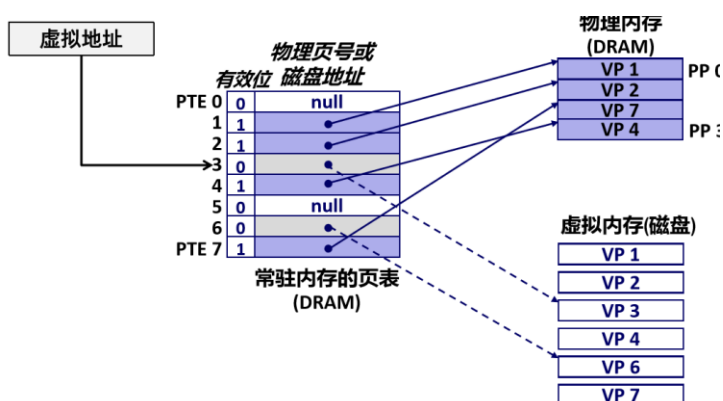 虚拟地址
物理页号或
有效位 磁盘地址
PTE 0 0 null
1 1
2 1
3 0
4 1
5 0 null
6 0
PTE 7 1
常驻内存的页表
(DRAM)
物理内存
(DRAM)
VP 1 PP 0
VP 2
VP 7
VP 4 PP 3
虚拟内存(磁盘)
VP 1
VP 2
VP 3
VP 4
VP 6
VP 7